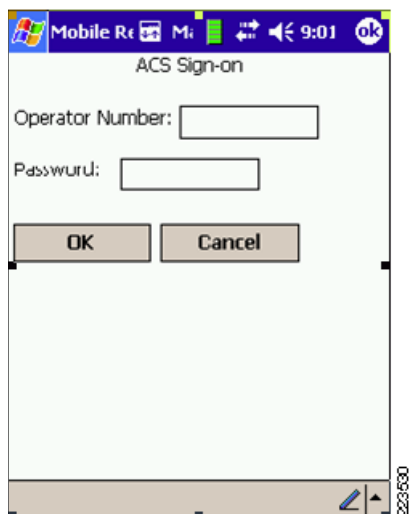 Mobile Re Ma 9:01 ok
ACS Sign-on
Operator Number:
Password:
OK Cancel
223530